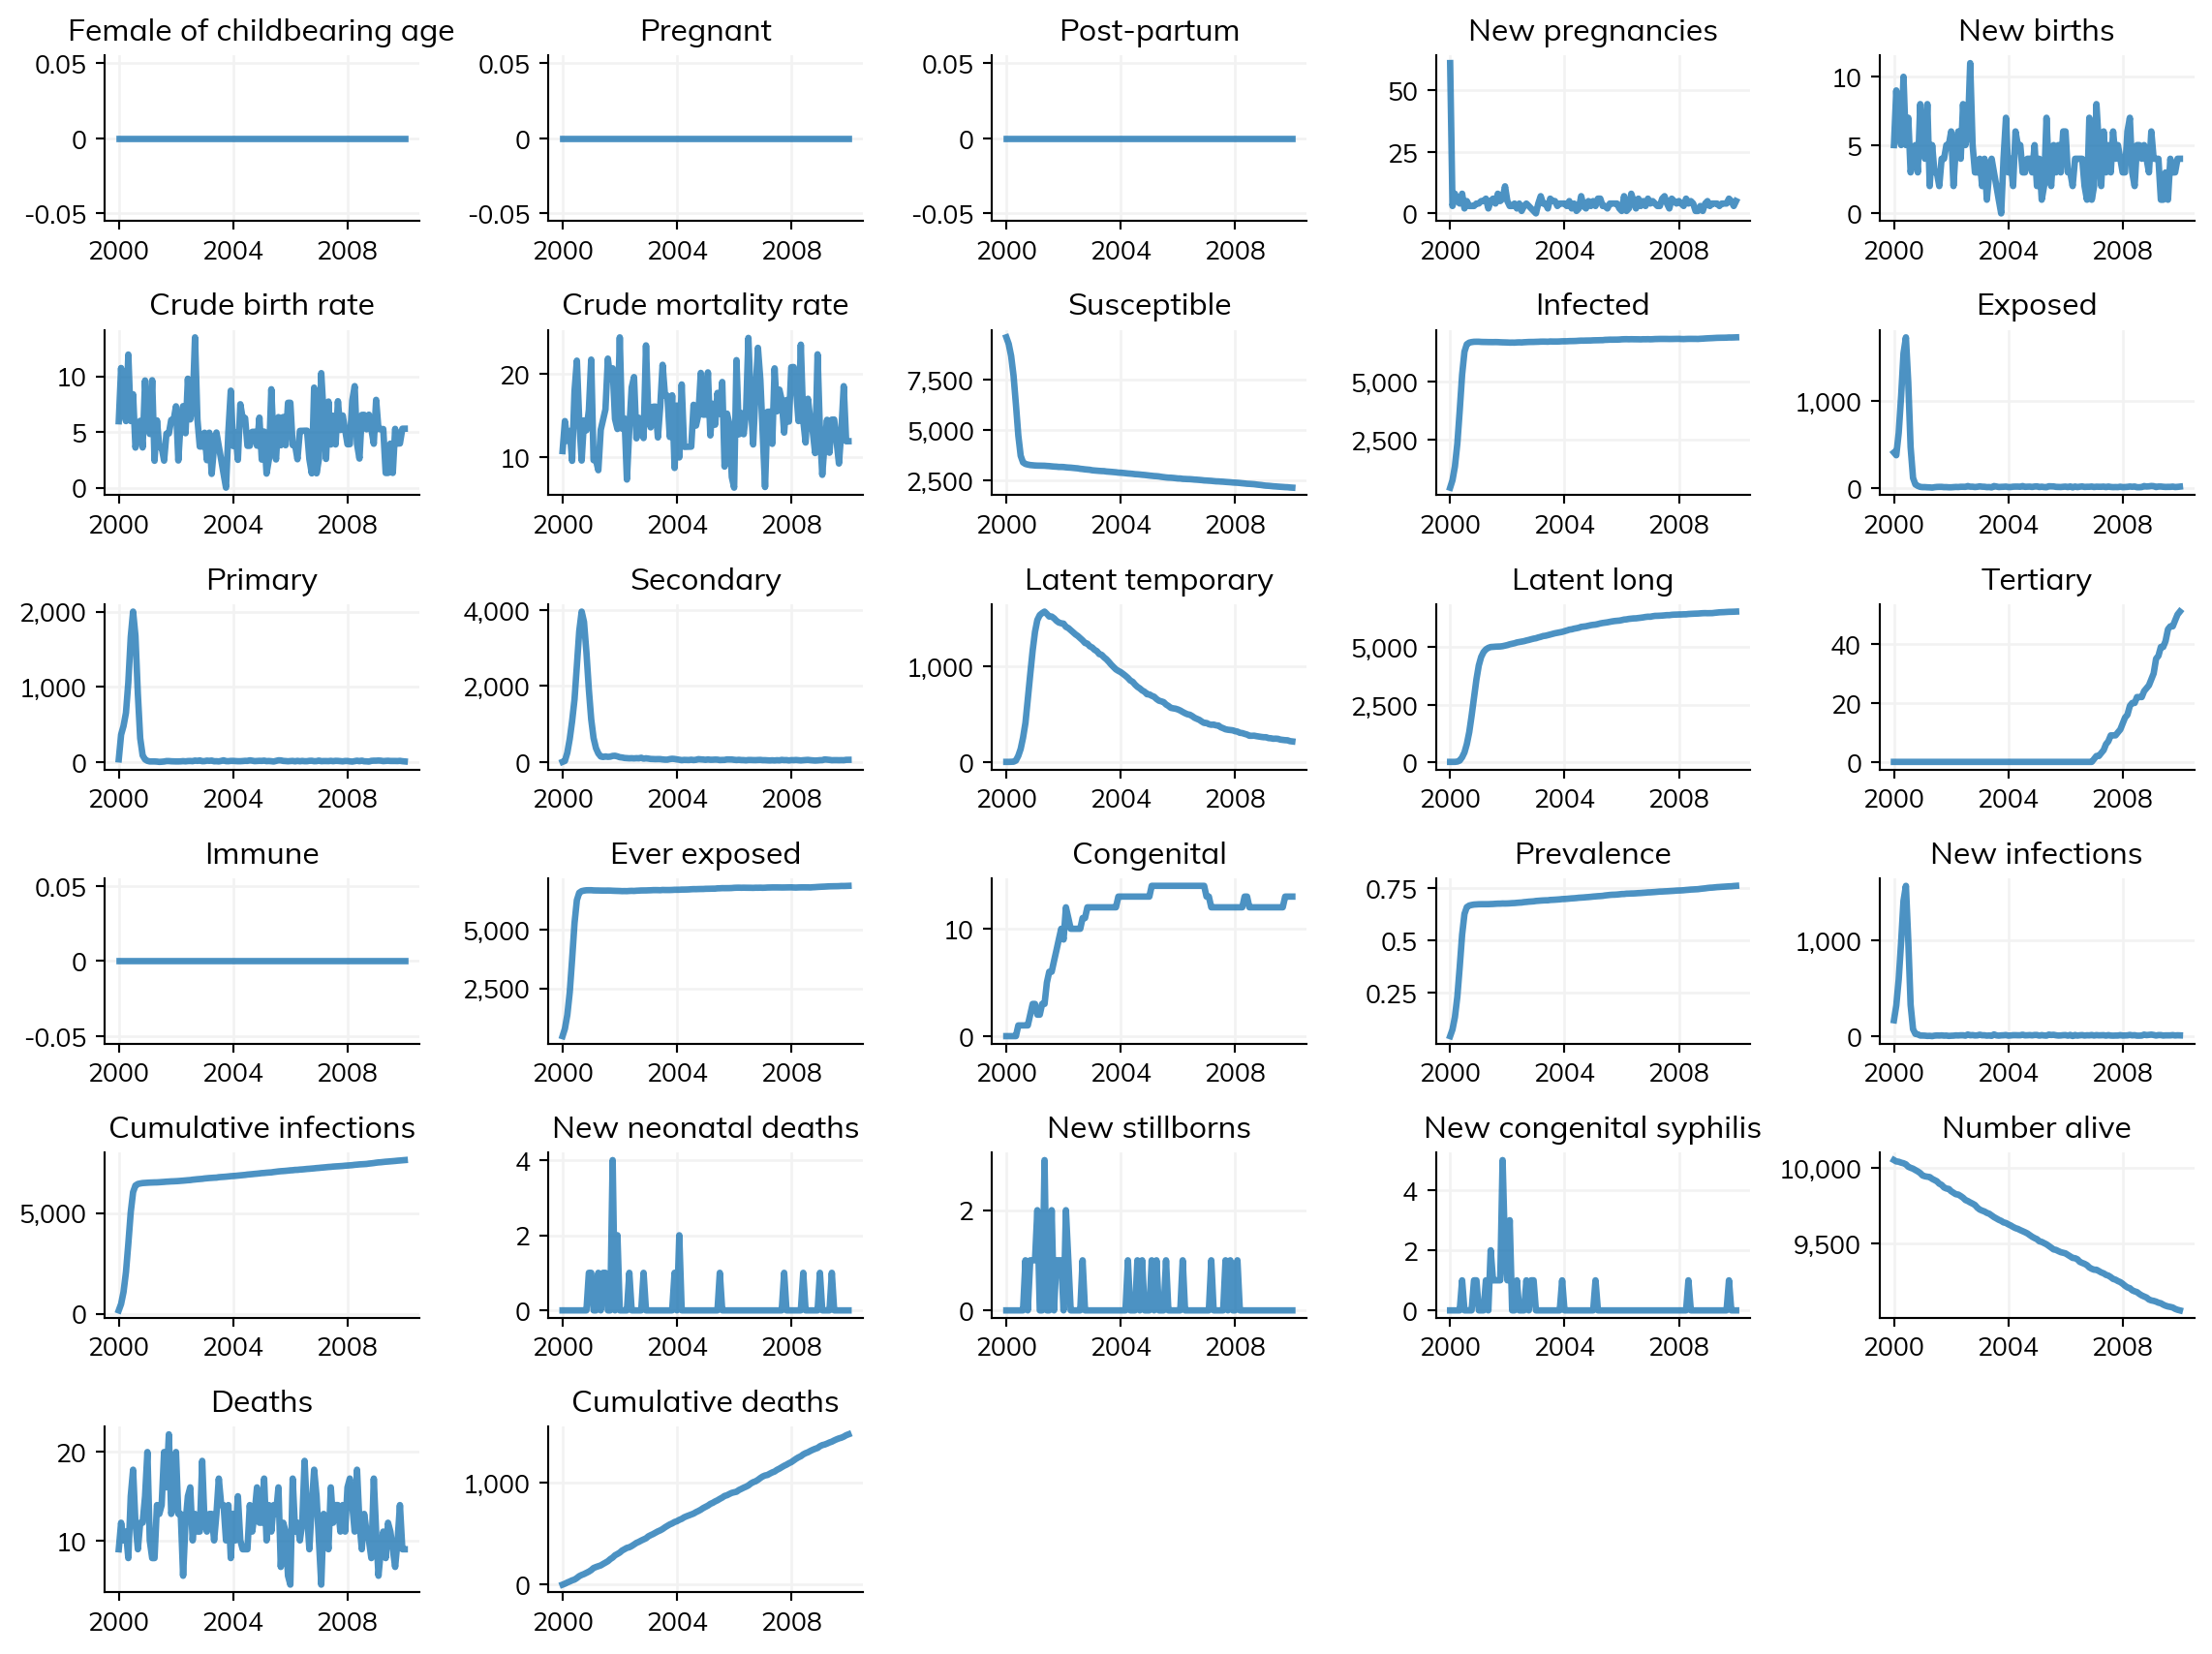 Female of childbearing age
Pregnant
Post-partum
New pregnancies
New births
0.05
0
-0.05
2000 2004 2008
0.05
0
-0.05
2000 2004 2008
0.05
0
-0.05
2000 2004 2008
50
25
0
2000 2004 2008
10
5
0
2000 2004 2008
Crude birth rate
Crude mortality rate
Susceptible
Infected
Exposed
10
5
0
2000 2004 2008
20
10
2000 2004 2008
7,500
5,000
2,500
2000 2004 2008
5,000
2,500
2000 2004 2008
1,000
0
2000 2004 2008
Primary
Secondary
Latent temporary
Latent long
Tertiary
2,000
1,000
0
2000 2004 2008
4,000
2,000
0
2000 2004 2008
1,000
0
2000 2004 2008
5,000
2,500
0
2000 2004 2008
40
20
0
2000 2004 2008
Immune
Ever exposed
Congenital
Prevalence
New infections
0.05
0
-0.05
2000 2004 2008
5,000
2,500
2000 2004 2008
10
0
2000 2004 2008
0.75
0.5
0.25
2000 2004 2008
1,000
0
2000 2004 2008
Cumulative infections
New neonatal deaths
New stillborns
New congenital syphilis
Number alive
5,000
0
2000 2004 2008
4
2
0
2000 2004 2008
2
0
2000 2004 2008
4
2
0
2000 2004 2008
10,000
9,500
2000 2004 2008
Deaths
Cumulative deaths
20
10
2000 2004 2008
1,000
0
2000 2004 2008